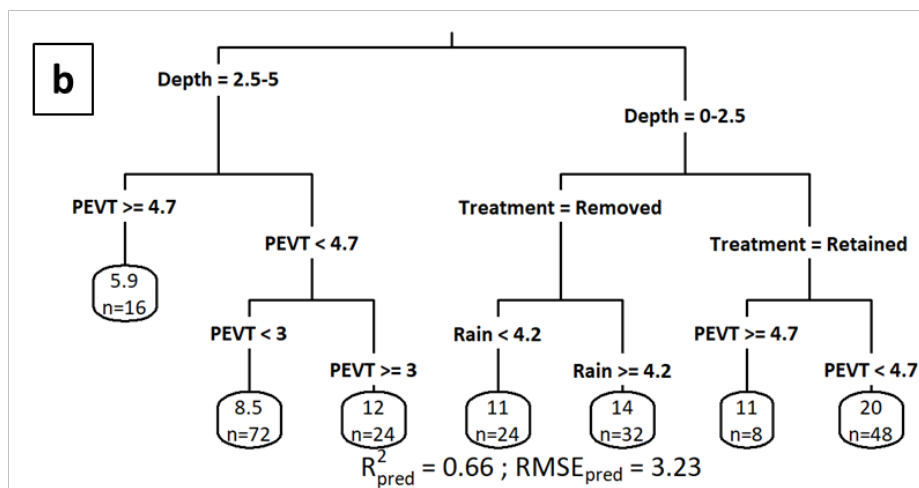 b
Depth = 2.5-5
Depth = 0-2.5
PEVT >= 4.7
Treatment = Removed
PEVT < 4.7
Treatment = Retained
5.9
n=16
PEVT < 3
Rain < 4.2
PEVT >= 4.7
PEVT >= 3
Rain >= 4.2
PEVT < 4.7
8.5
n=72
12
n=24
11
n=24
14
n=32
11
n=8
20
n=48
R²pred = 0.66 ; RMSEpred = 3.23